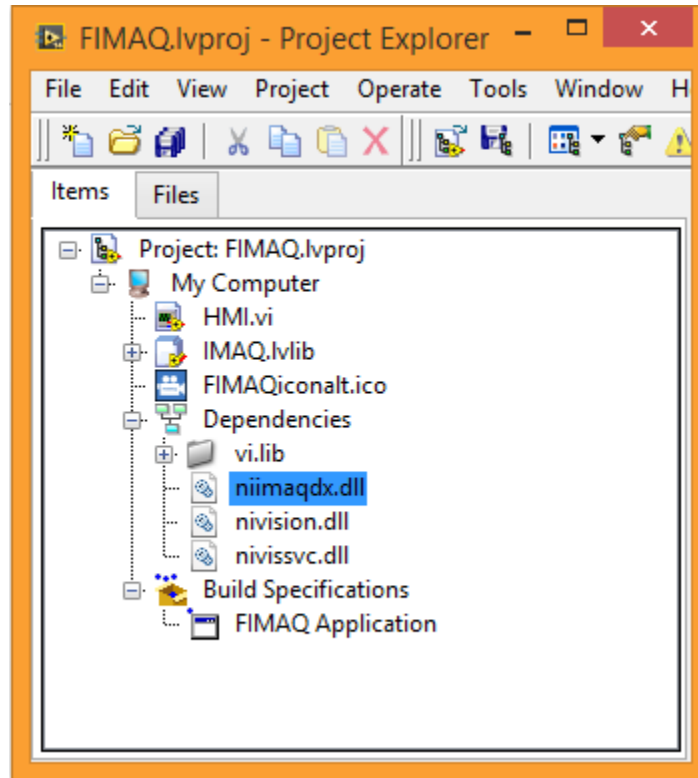 FIMAQ.lvproj - Project Explorer
File Edit View Project Operate Tools Window H
Items Files
Project: FIMAQ.lvproj
My Computer
HMI.vi
IMAQ.lvlib
FIMAQiconalt.ico
Dependencies
vi.lib
niimaqdx.dll
nivision.dll
nivissvc.dll
Build Specifications
FIMAQ Application